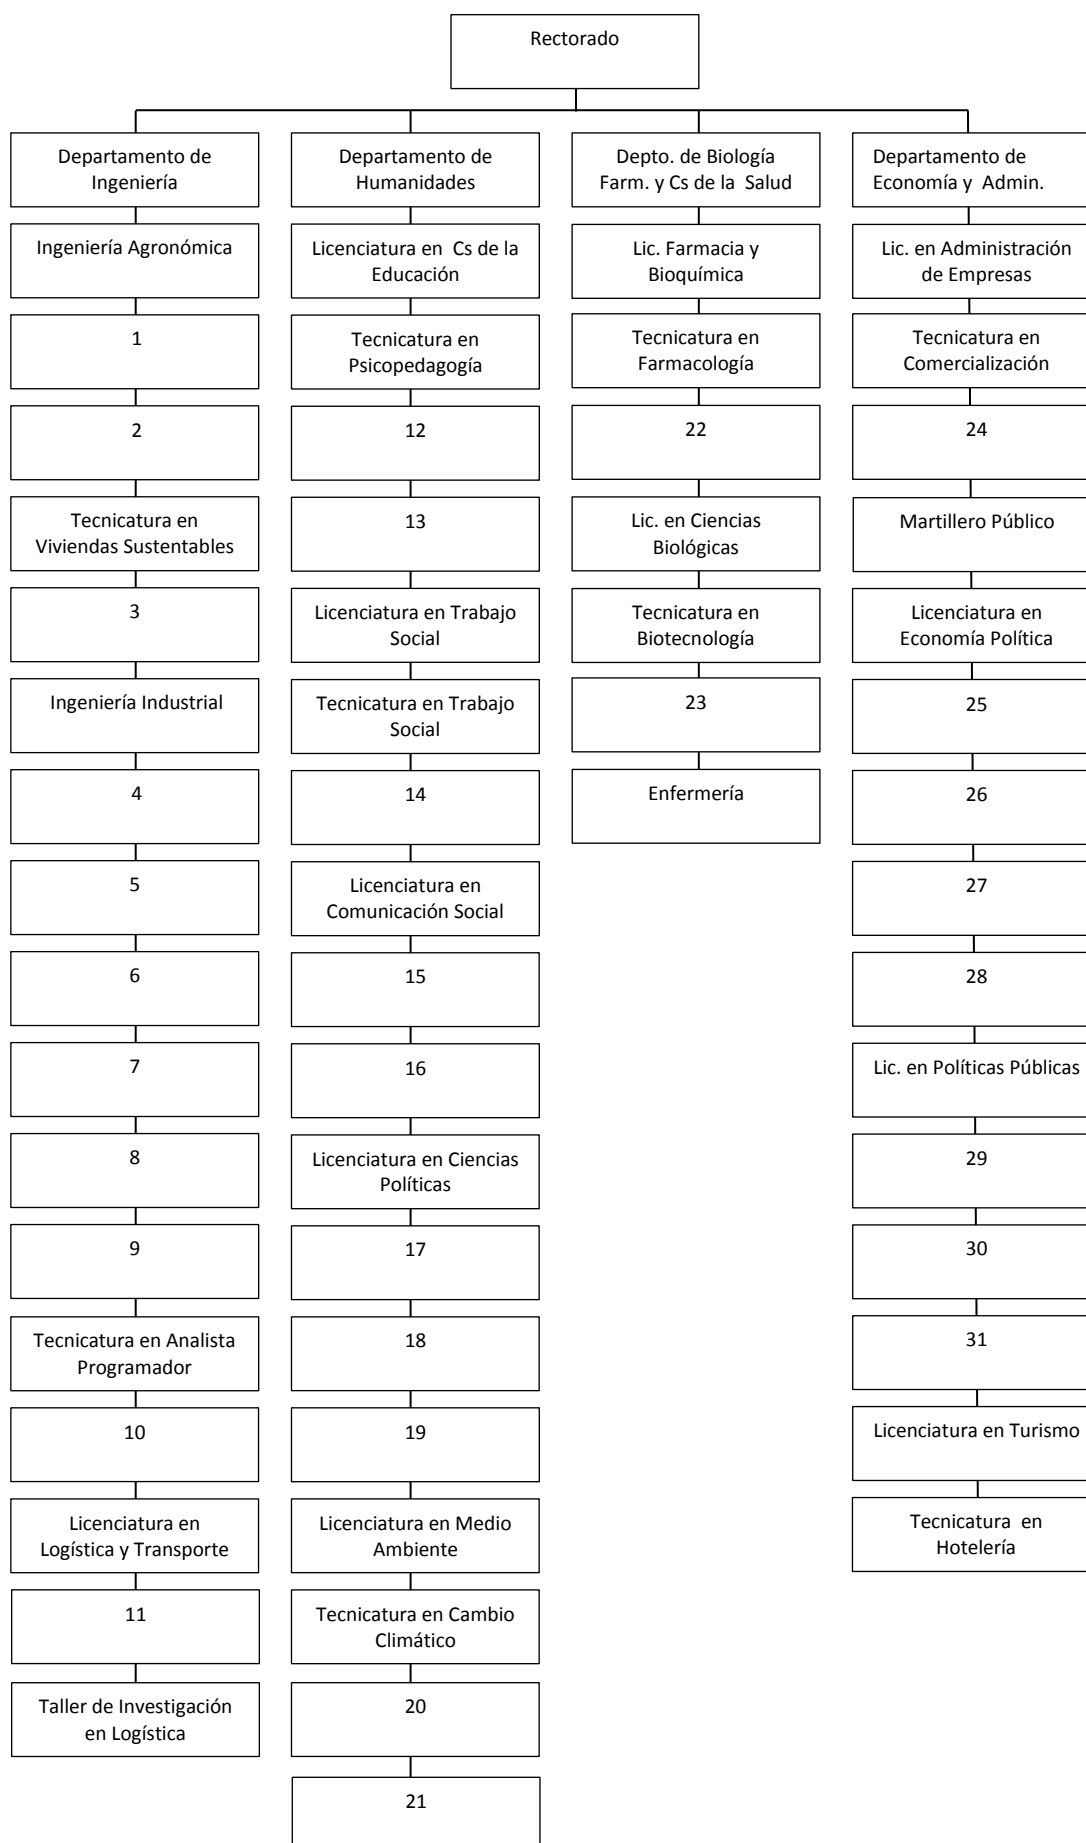 Rectorado
Departamento de
Ingeniería
Ingeniería Agronómica
1
2
Tecnicatura en
Viviendas Sustentables
3
Ingeniería Industrial
4
5
6
7
8
9
Tecnicatura en Analista
Programador
10
Licenciatura en
Logística y Transporte
11
Taller de Investigación
en Logística
Departamento de
Humanidades
Licenciatura en Cs de la
Educación
Tecnicatura en
Psicopedagogía
12
13
Licenciatura en Trabajo
Social
Tecnicatura en Trabajo
Social
14
Licenciatura en
Comunicación Social
15
16
Licenciatura en Ciencias
Políticas
17
18
19
Licenciatura en Medio
Ambiente
Tecnicatura en Cambio
Climático
20
21
Depto. de Biología
Farm. y Cs de la Salud
Lic. Farmacia y
Bioquímica
Tecnicatura en
Farmacología
22
Lic. en Ciencias
Biológicas
Tecnicatura en
Biotecnología
23
Enfermería
Departamento de
Economía y Admin.
Lic. en Administración
de Empresas
Tecnicatura en
Comercialización
24
Martillero Público
Licenciatura en
Economía Política
25
26
27
28
Lic. en Políticas Públicas
29
30
31
Licenciatura en Turismo
Tecnicatura en
Hotelería